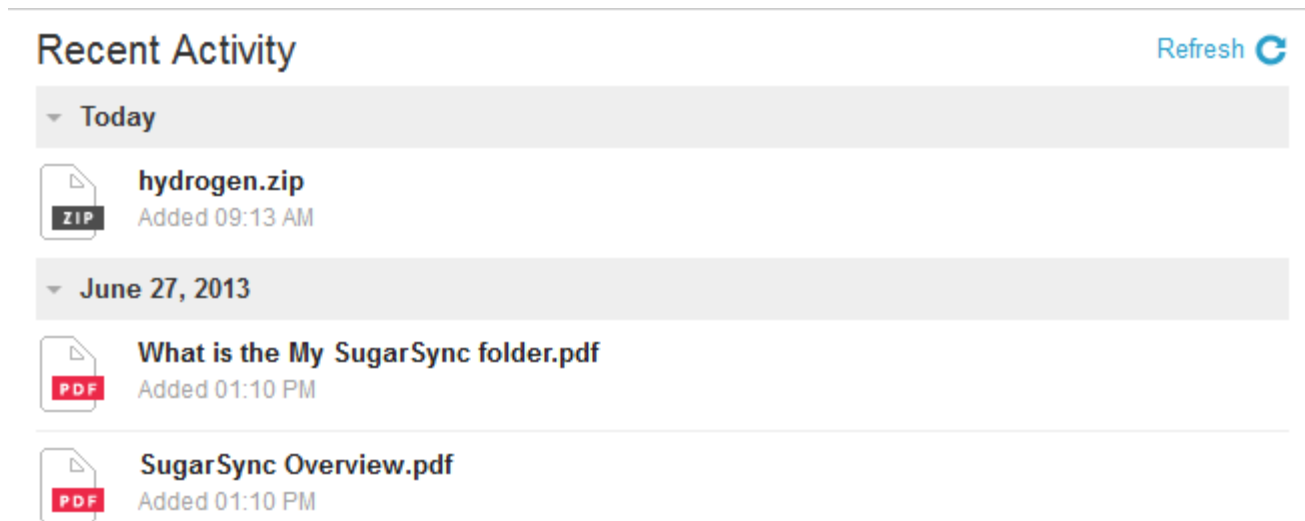 Recent Activity
Refresh
Today
hydrogen.zip
ZIP
Added 09:13 AM
June 27, 2013
What is the My SugarSync folder.pdf
PDF
Added 01:10 PM
SugarSync Overview.pdf
PDF
Added 01:10 PM